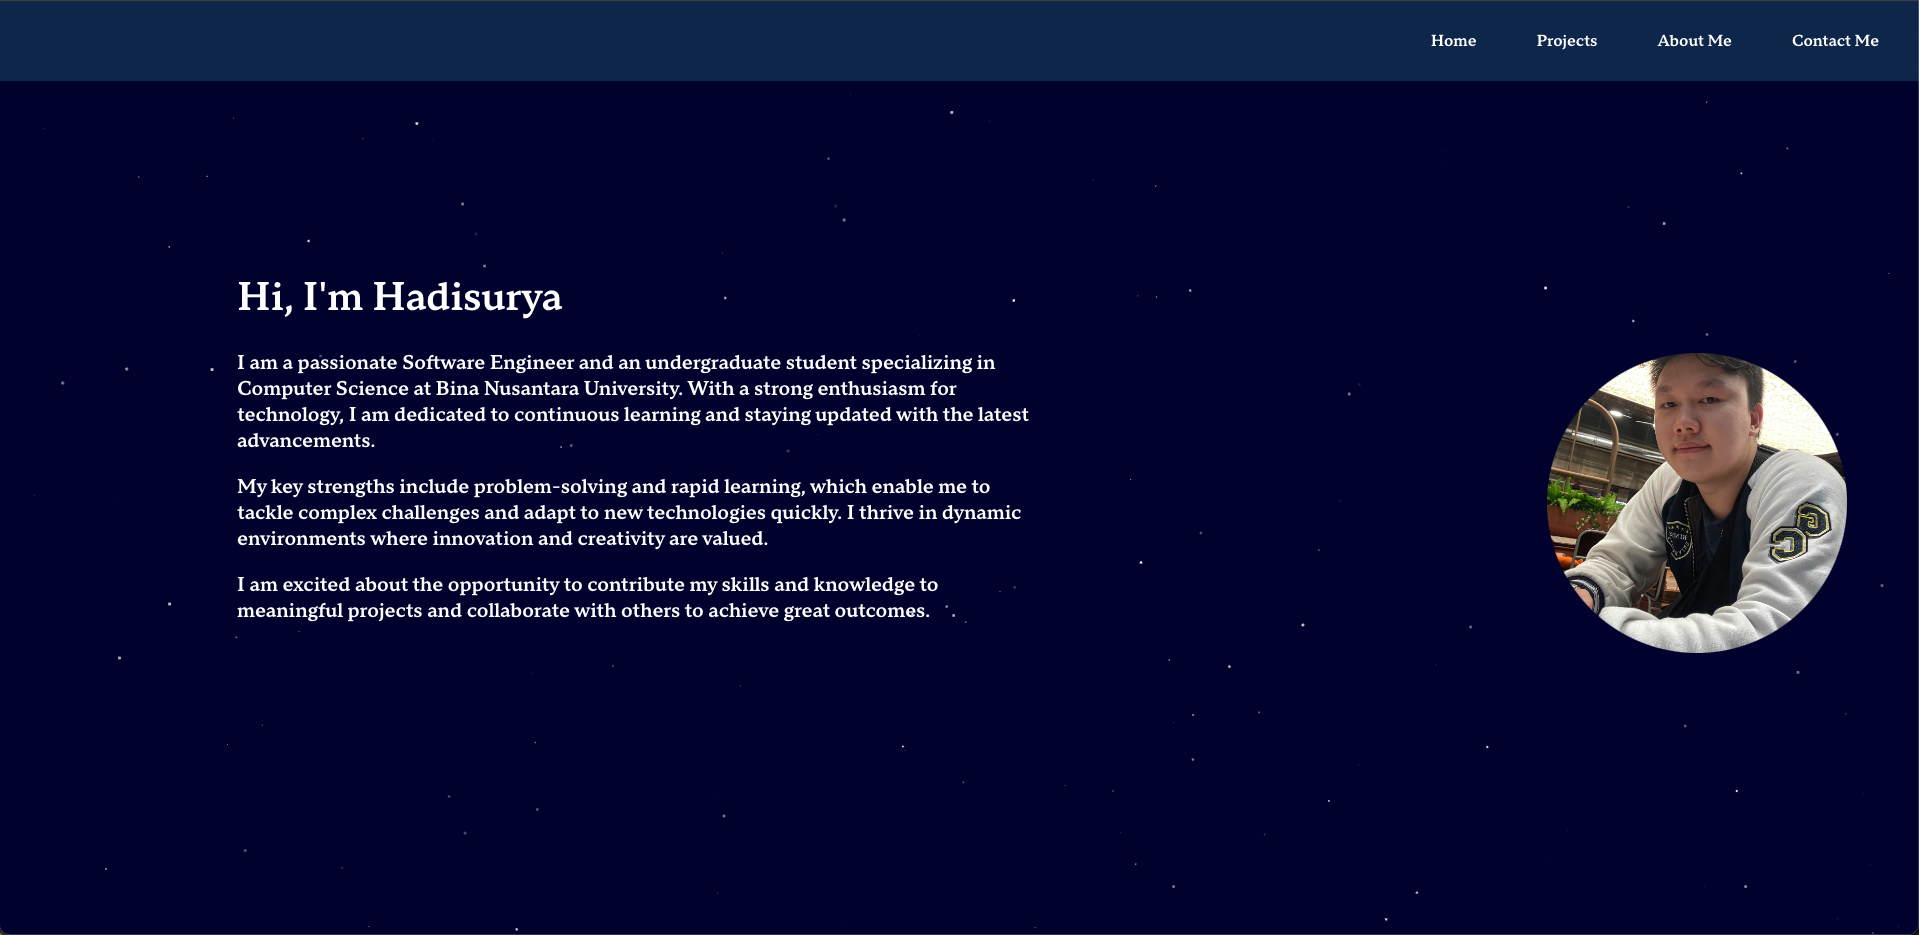 Home Projects About Me Contact Me
Hi, I'm Hadisurya
I am a passionate Software Engineer and an undergraduate student specializing in
Computer Science at Bina Nusantara University. With a strong enthusiasm for
technology, I am dedicated to continuous learning and staying updated with the latest
advancements.
My key strengths include problem-solving and rapid learning, which enable me to
tackle complex challenges and adapt to new technologies quickly. I thrive in dynamic
environments where innovation and creativity are valued.
I am excited about the opportunity to contribute my skills and knowledge to
meaningful projects and collaborate with others to achieve great outcomes.